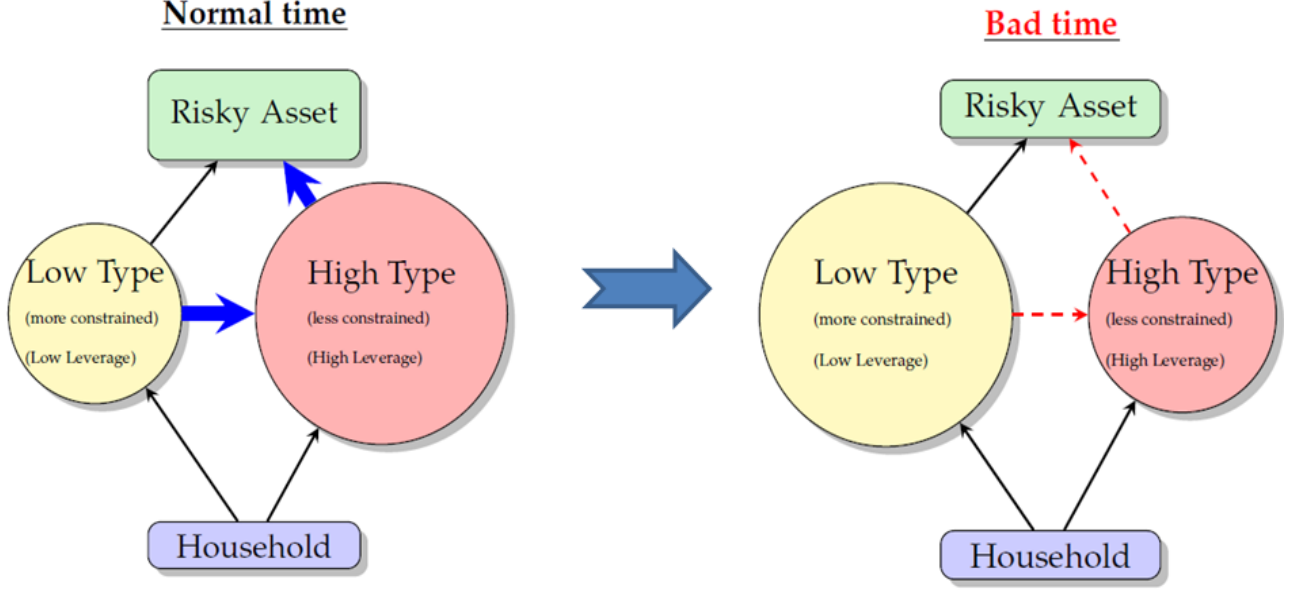 Normal time
Risky Asset
Low Type
(more constrained)
(Low Leverage)
High Type
(less constrained)
(High Leverage)
Household
Bad time
Risky Asset
Low Type
(more constrained)
(Low Leverage)
High Type
(less constrained)
(High Leverage)
Household